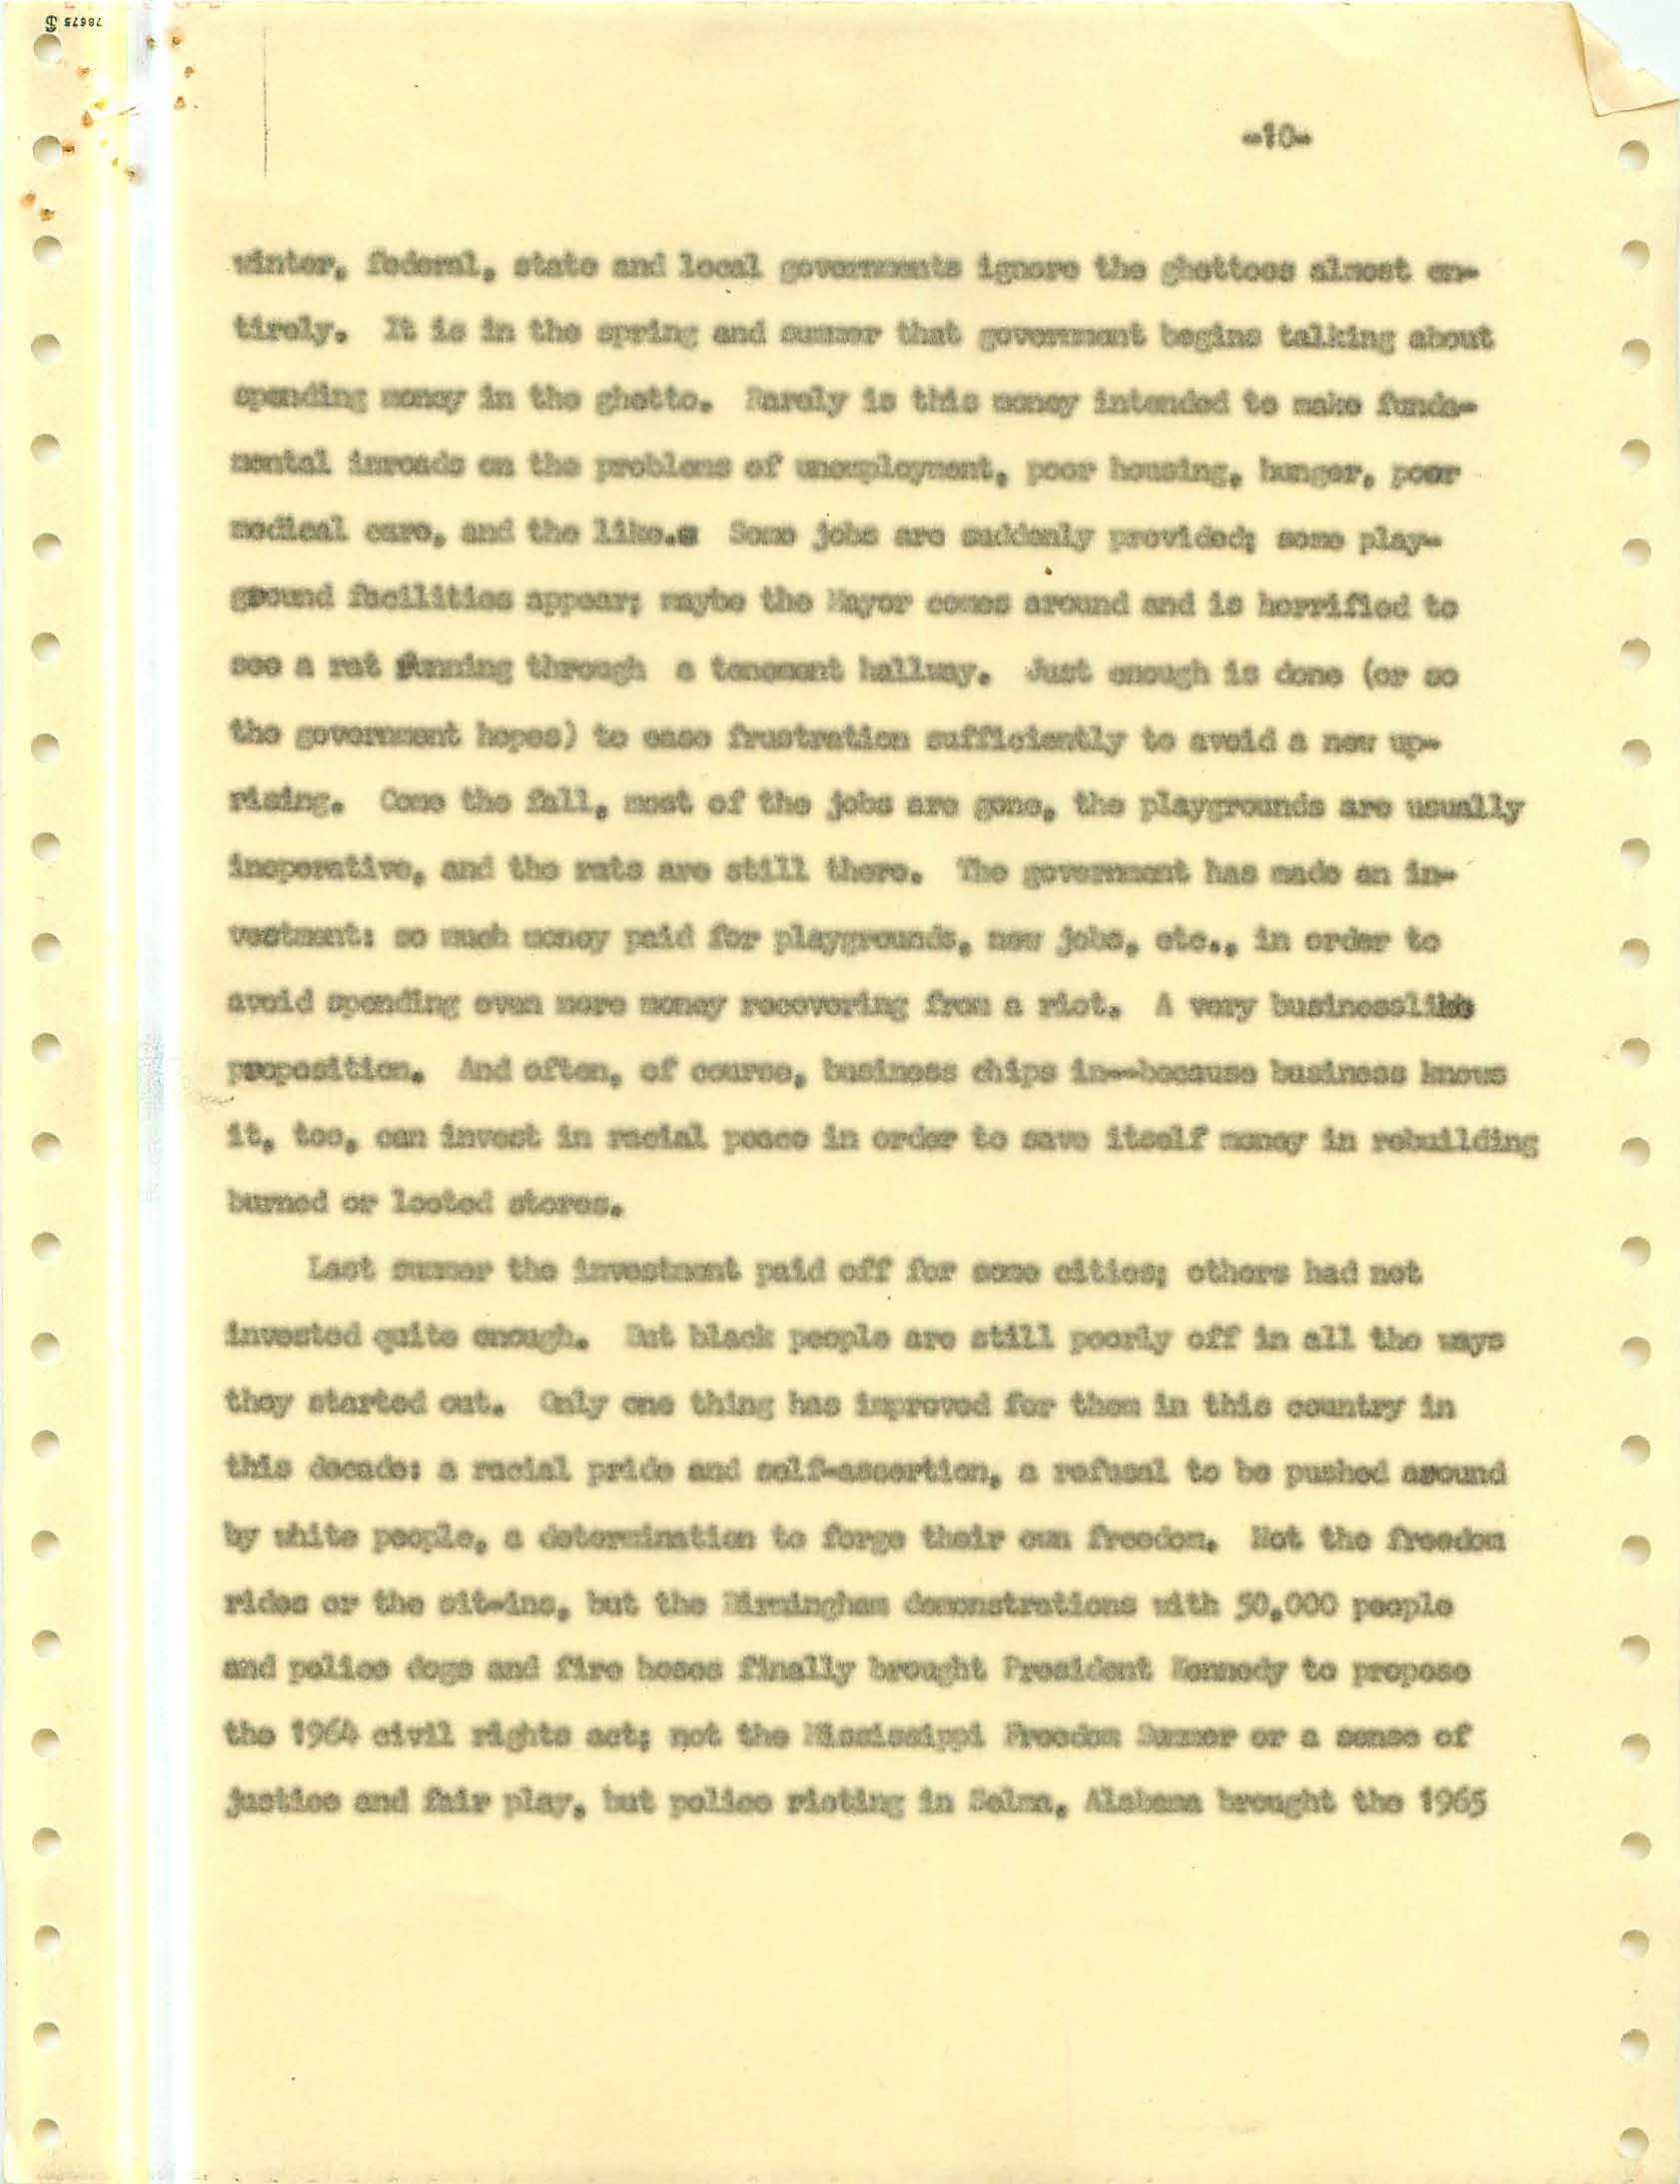 78675
-10-
winter, federal, state and local governments ignore the ghettoes almost en-
tirely. It is in the spring and summer that government begins talking about
spending money in the ghetto. Rarely is this money intended to make funda-
mental inroads on the problems of unemployment, poor housing, hunger, poor
medical care, and the like. Some jobs are suddenly provided; some play-
ground facilities appear; maybe the Mayor comes around and is horrified to
see a rat running through a tenement hallway. Just enough is done (or so
the government hopes) to ease frustration sufficiently to avoid a new up-
rising. Come the fall, most of the jobs are gone, the playgrounds are usually
inoperative, and the rats are still there. The government has made an in-
vestment: so much money paid for playgrounds, new jobs, etc., in order to
avoid spending even more money recovering from a riot. A very businesslike
proposition. And often, of course, business chips in--because business knows
it, too, can invest in racial peace in order to save itself money in rebuilding
burned or looted stores.
Last summer the investment paid off for some cities; others had not
invested quite enough. But black people are still poorly off in all the ways
they started out. Only one thing has improved for them in this country in
this decade: a racial pride and self-assertion, a refusal to be pushed around
by white people, a determination to forge their own freedom. Not the freedom
rides or the sit-ins, but the Birmingham demonstrations with 50,000 people
and police dogs and fire hoses finally brought President Kennedy to propose
the 1964 civil rights act; not the Mississippi Freedom Summer or a sense of
justice and fair play, but police rioting in Selma, Alabama brought the 1965